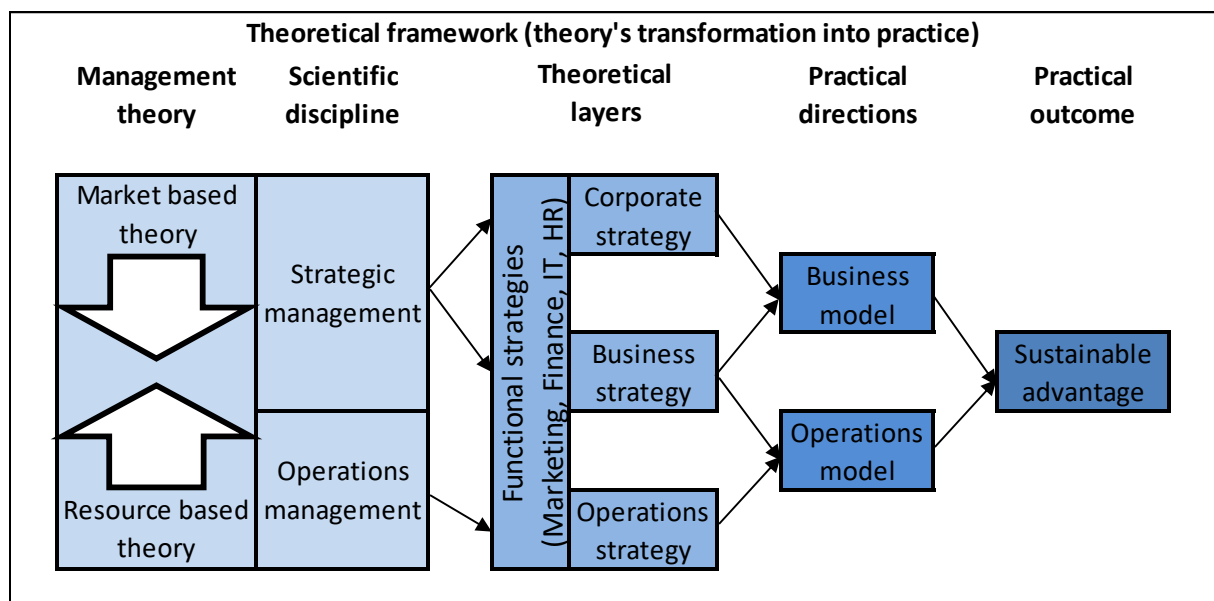 Theoretical framework (theory's transformation into practice)
Management
theory
Scientific
discipline
Theoretical
layers
Practical
directions
Practical
outcome
Market based
theory
Resource based
theory
Strategic
management
Operations
management
Functional strategies
(Marketing, Finance, IT, HR)
Corporate
strategy
Business
strategy
Operations
strategy
Business
model
Operations
model
Sustainable
advantage